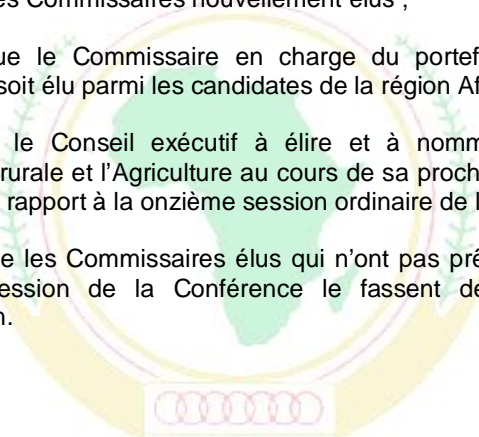 es Commissaires nouvellement élus ;
ue le Commissaire en charge du portef
soit élu parmi les candidates de la région Af
le Conseil exécutif à élire et à nomm
rurale et l’Agriculture au cours de sa proch
rapport à la onzième session ordinaire de l
e les Commissaires élus qui n'ont pas prê
ession de la Conférence le fassent de
n.